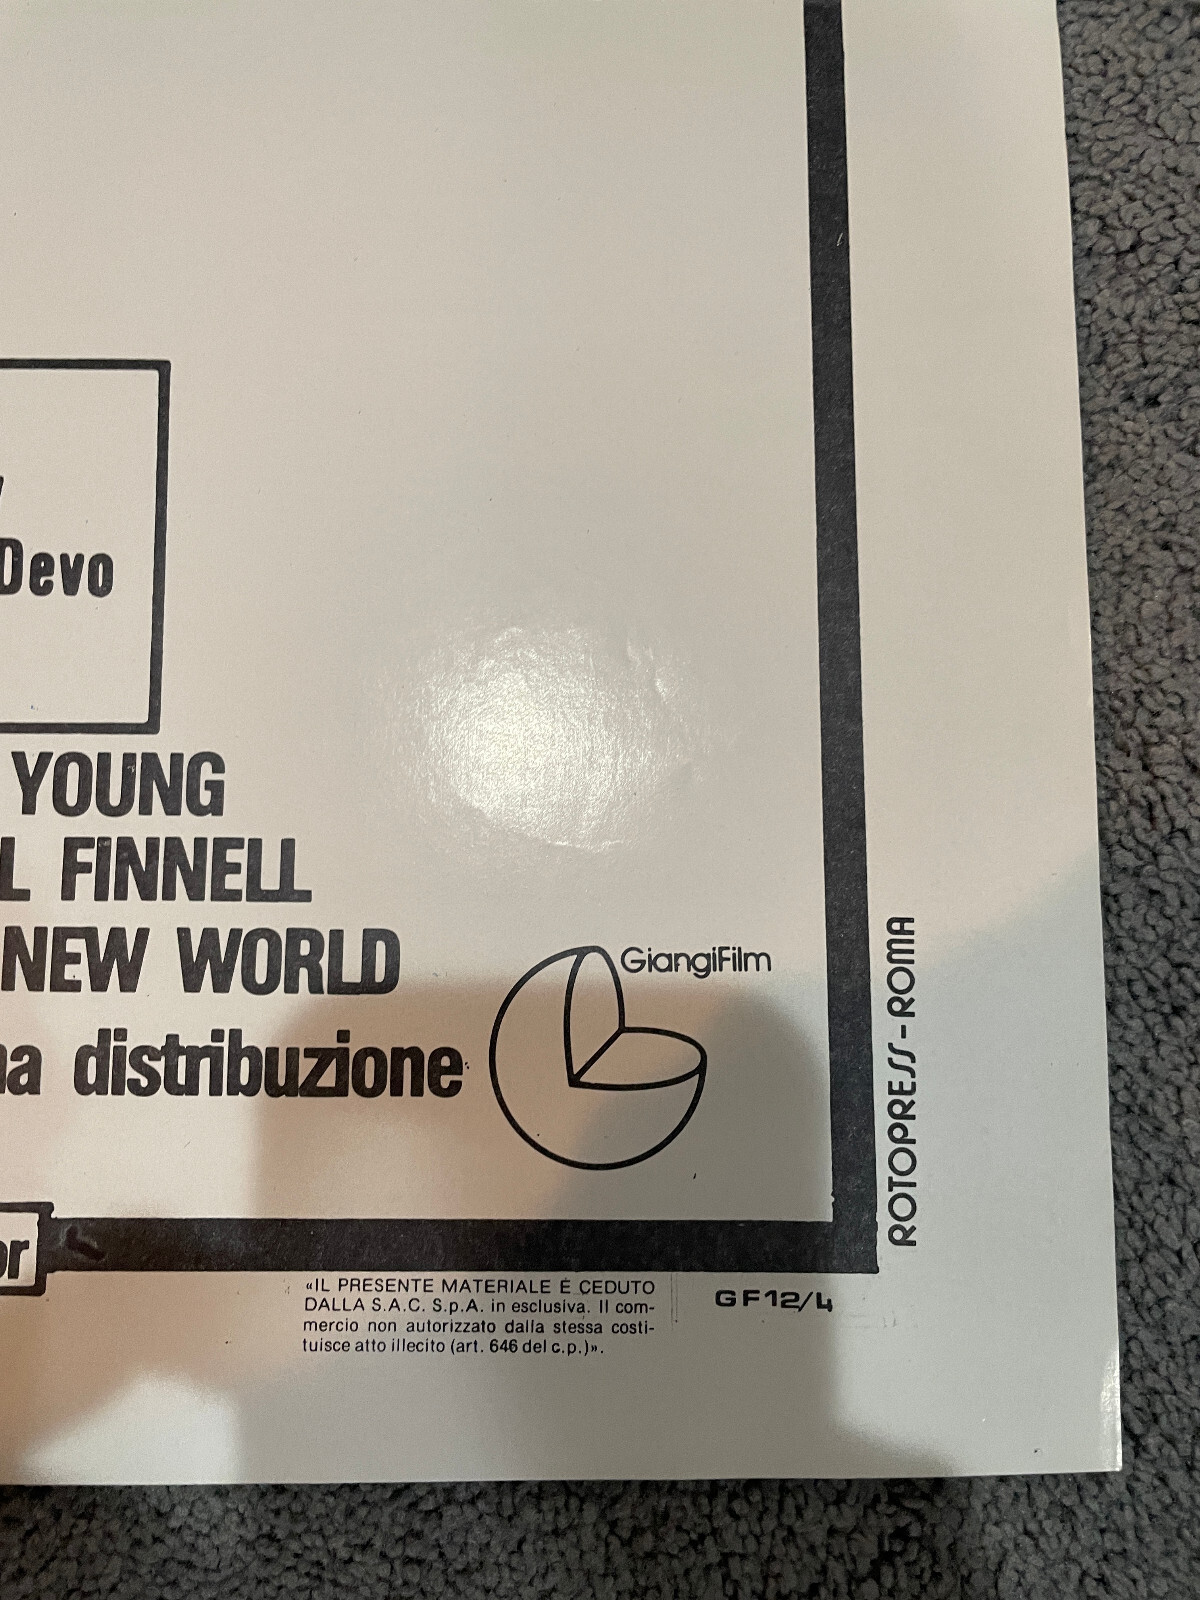 Devo
YOUNG
L FINNELL
NEW WORLD
GiangiFilm
na distribuzione
or
ROTOPRESS-ROMA
«IL PRESENTE MATERIALE È CEDUTO
DALLA S.A.C. S.p.A. in esclusiva. Il com-
mercio non autorizzato dalla stessa costi-
tuisce atto illecito (art. 646 del c.p.)».
GF12/4